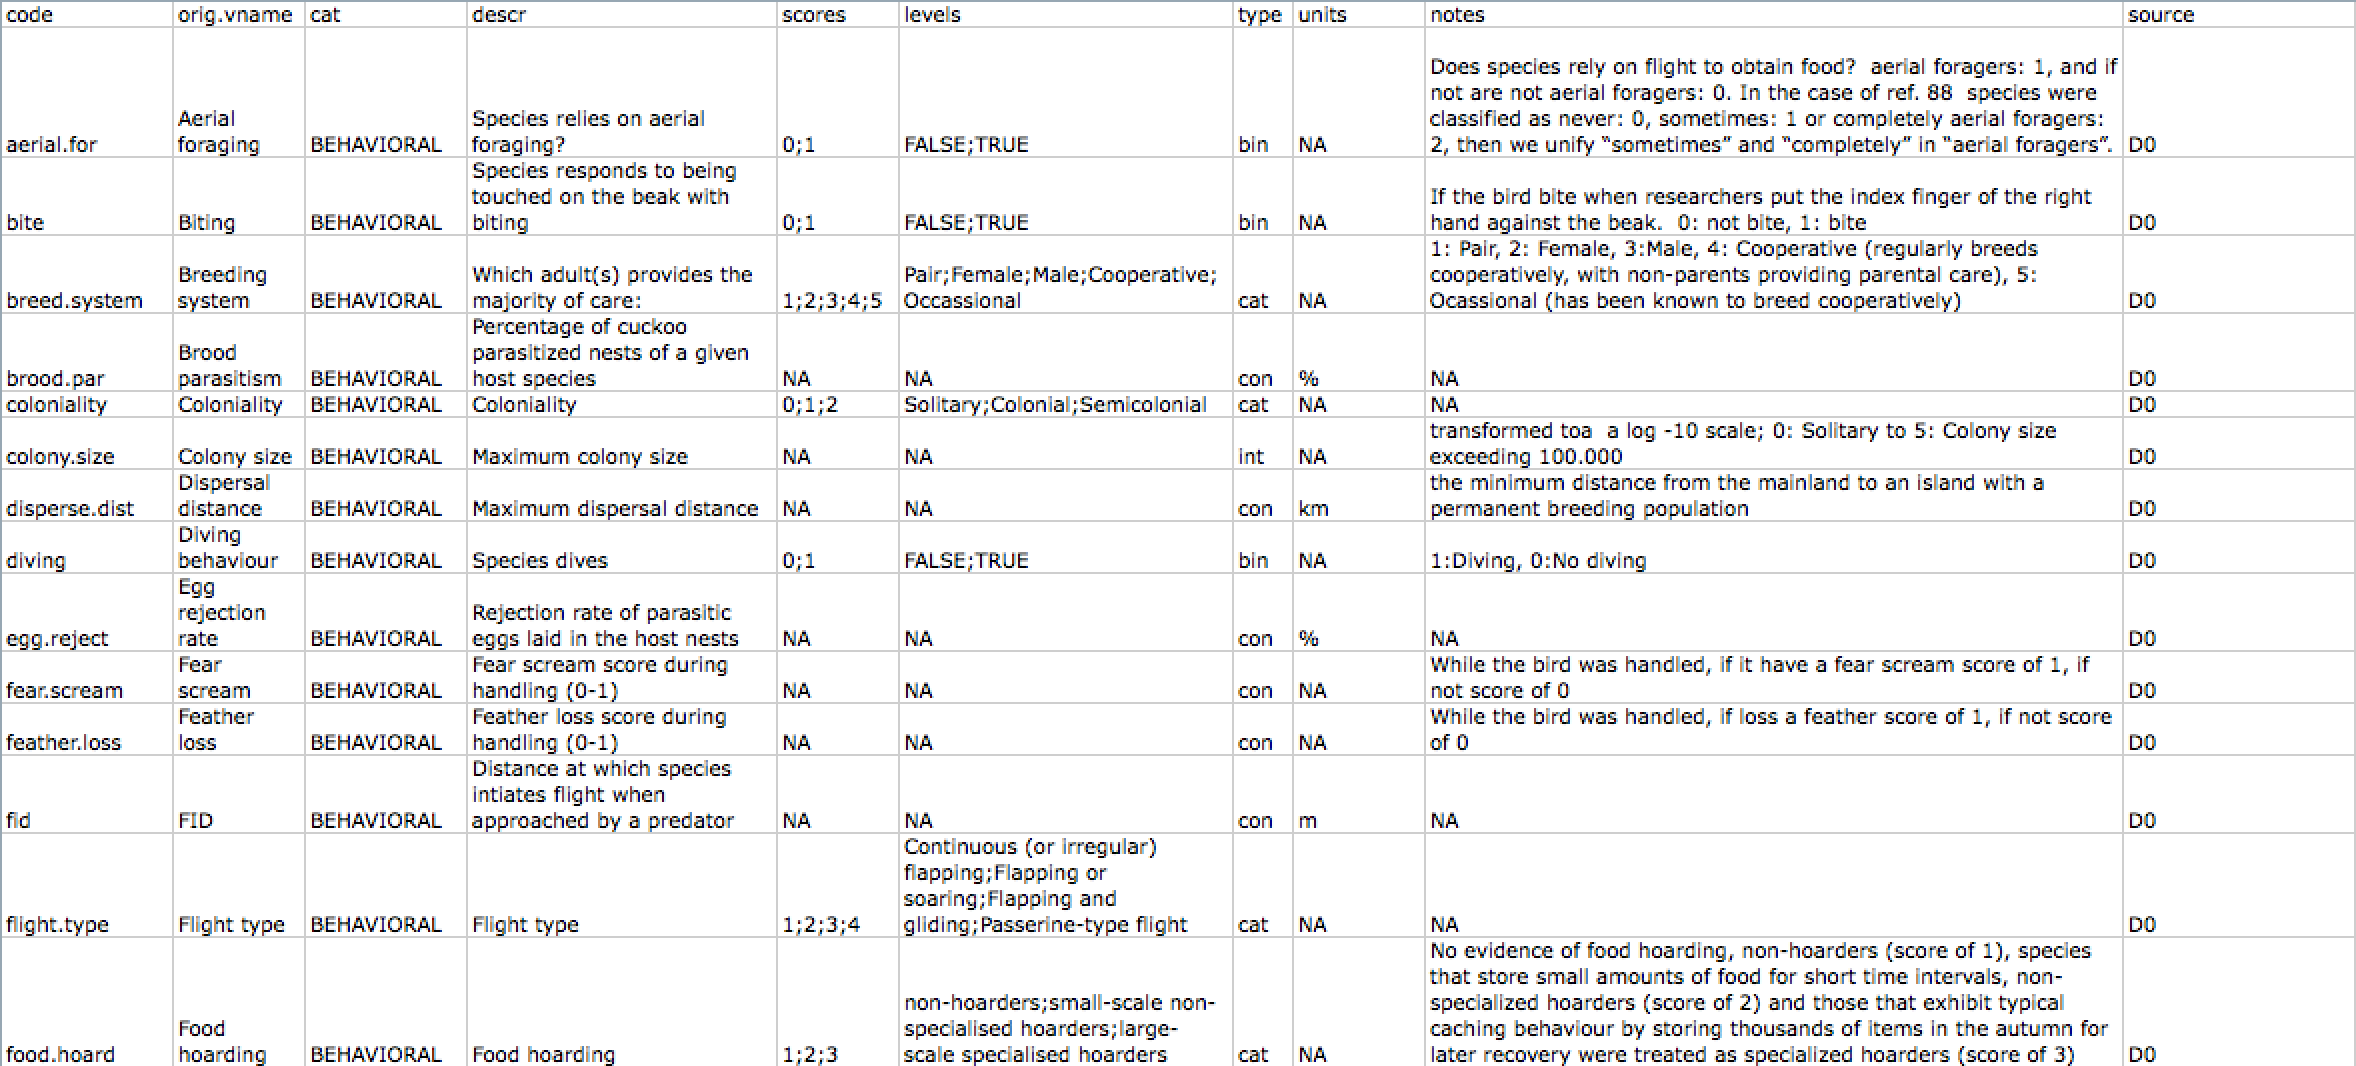 code orig.vname cat descr scores levels type units notes source
Does species rely on flight to obtain food?  aerial foragers: 1, and if
not are not aerial foragers: 0. In the case of ref. 88  species were
Aerial Species relies on aerial classified as never: 0, sometimes: 1 or completely aerial foragers:
aerial.for foraging BEHAVIORAL foraging? 0;1 FALSE;TRUE bin NA 2, then we unify “sometimes” and “completely” in “aerial foragers”. D0
Species responds to being
touched on the beak with If the bird bite when researchers put the index finger of the right
bite Biting BEHAVIORAL biting 0;1 FALSE;TRUE bin NA hand against the beak.  0: not bite, 1: bite D0
1: Pair, 2: Female, 3:Male, 4: Cooperative (regularly breeds
Breeding Which adult(s) provides the Pair;Female;Male;Cooperative; cooperatively, with non-parents providing parental care), 5:
breed.system system BEHAVIORAL majority of care: 1;2;3;4;5 Occassional cat NA Ocassional (has been known to breed cooperatively) D0
Percentage of cuckoo
Brood parasitized nests of a given
brood.par parasitism BEHAVIORAL host species NA NA con % NA D0
coloniality Coloniality BEHAVIORAL Coloniality 0;1;2 Solitary;Colonial;Semicolonial cat NA NA D0
transformed toa  a log -10 scale; 0: Solitary to 5: Colony size
colony.size Colony size BEHAVIORAL Maximum colony size NA NA int NA exceeding 100.000 D0
Dispersal the minimum distance from the mainland to an island with a
disperse.dist distance BEHAVIORAL Maximum dispersal distance NA NA con km permanent breeding population D0
Diving
diving behaviour BEHAVIORAL Species dives 0;1 FALSE;TRUE bin NA 1:Diving, 0:No diving D0
Egg
rejection Rejection rate of parasitic
egg.reject rate BEHAVIORAL eggs laid in the host nests NA NA con % NA D0
Fear Fear scream score during While the bird was handled, if it have a fear scream score of 1, if
fear.scream scream BEHAVIORAL handling (0-1) NA NA con NA not score of 0 D0
Feather Feather loss score during While the bird was handled, if loss a feather score of 1, if not score
feather.loss loss BEHAVIORAL handling (0-1) NA NA con NA of 0 D0
Distance at which species
intiates flight when
fid FID BEHAVIORAL approached by a predator NA NA con m NA D0
Continuous (or irregular)
flapping;Flapping or
soaring;Flapping and
flight.type Flight type BEHAVIORAL Flight type 1;2;3;4 gliding;Passerine-type flight cat NA NA D0
No evidence of food hoarding, non-hoarders (score of 1), species
that store small amounts of food for short time intervals, non-
non-hoarders;small-scale non- specialized hoarders (score of 2) and those that exhibit typical
Food specialised hoarders;large- caching behaviour by storing thousands of items in the autumn for
food.hoard hoarding BEHAVIORAL Food hoarding 1;2;3 scale specialised hoarders cat NA later recovery were treated as specialized hoarders (score of 3) D0